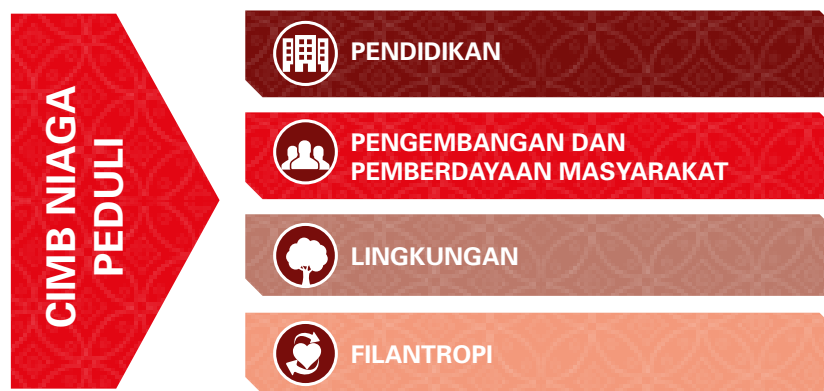 CIMB NIAGA
PEDULI
PENDIDIKAN
PENGEMBANGAN DAN
PEMBERDAYAAN MASYARAKAT
LINGKUNGAN
FILANTROPI